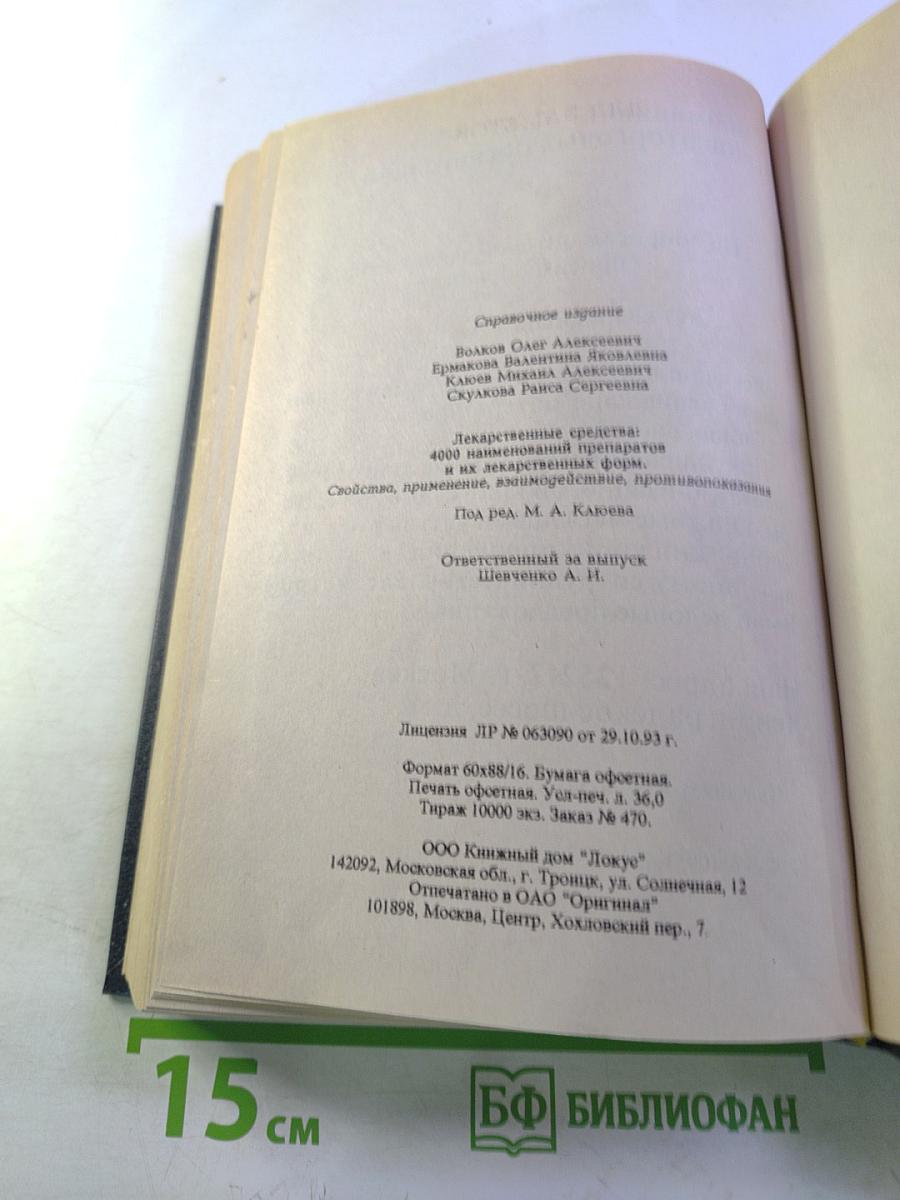 Справочное издание
Волков Олег Алексеевич
Ермакова Валентина Яковлевна
Клюев Михаил Алексеевич
Скулкова Раиса Сергеевна
Лекарственные средства:
4000 наименований препаратов
и их лекарственных форм.
Свойства, применение, взаимодействие, противопоказания
Под ред. М. А. Клюева
Ответственный за выпуск
Шевченко А. И.
Лицензия ЛР № 063090 от 29.10.93 г.
Формат 60х88/16. Бумага офсетная.
Печать офсетная. Усл-печ. л. 36,0
Тираж 10000 экз. Заказ № 470.
ООО Книжный дом "Локус"
142092, Московская обл., г. Троицк, ул. Солнечная, 12
Отпечатано в ОАО "Оригинал"
101898, Москва, Центр, Хохловский пер., 7.
15 см
БФ БИБЛИОФАН